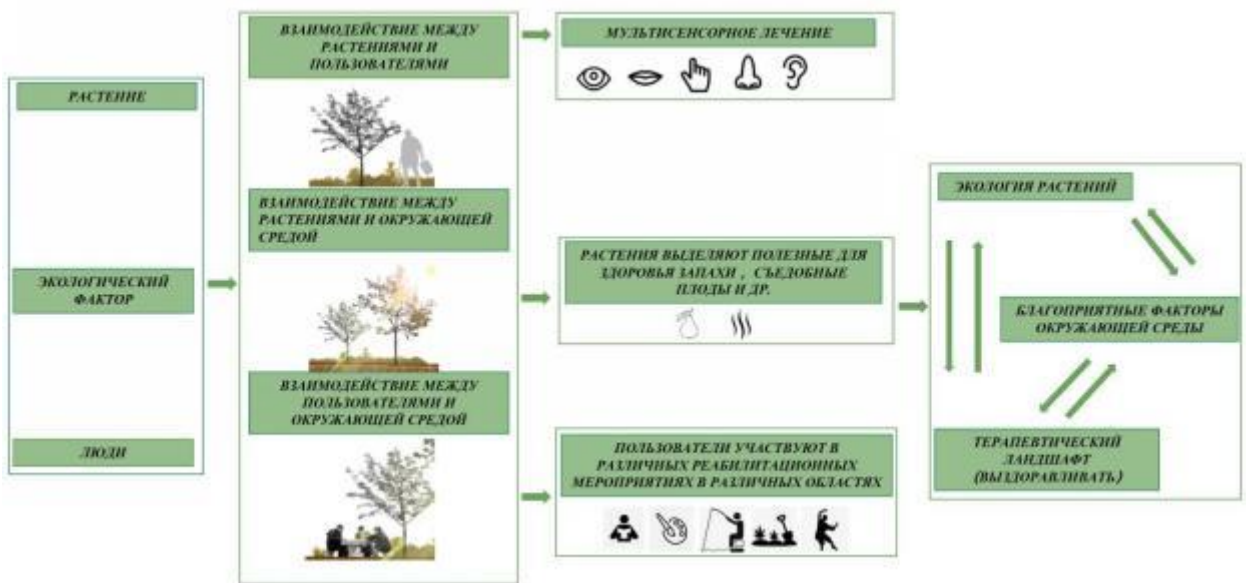 РАСТЕНИЕ
ЭКОЛОГИЧЕСКИЙ
ФАКТОР
ЛЮДИ
ВЗАИМОДЕЙСТВИЕ МЕЖДУ
РАСТЕНИЯМИ И
ПОЛЬЗОВАТЕЛЯМИ
ВЗАИМОДЕЙСТВИЕ МЕЖДУ
РАСТЕНИЯМИ И ОКРУЖАЮЩЕЙ
СРЕДОЙ
ВЗАИМОДЕЙСТВИЕ МЕЖДУ
ПОЛЬЗОВАТЕЛЯМИ И
ОКРУЖАЮЩЕЙ СРЕДОЙ
МУЛЬТИСЕНСОРНОЕ ЛЕЧЕНИЕ
РАСТЕНИЯ ВЫДЕЛЯЮТ ПОЛЕЗНЫЕ ДЛЯ
ЗДОРОВЬЯ ЗАПАХИ , СЪЕДОБНЫЕ
ПЛОДЫ И ДР.
ПОЛЬЗОВАТЕЛИ УЧАСТВУЮТ В
РАЗЛИЧНЫХ РЕАБИЛИТАЦИОННЫХ
МЕРОПРИЯТИЯХ В РАЗЛИЧНЫХ ОБЛАСТЯХ
ЭКОЛОГИЯ РАСТЕНИЙ
БЛАГОПРИЯТНЫЕ ФАКТОРЫ
ОКРУЖАЮЩЕЙ СРЕДЫ
ТЕРАПЕВТИЧЕСКИЙ
ЛАНДШАФТ
(ВЫЗДОРАВЛИВАТЬ)